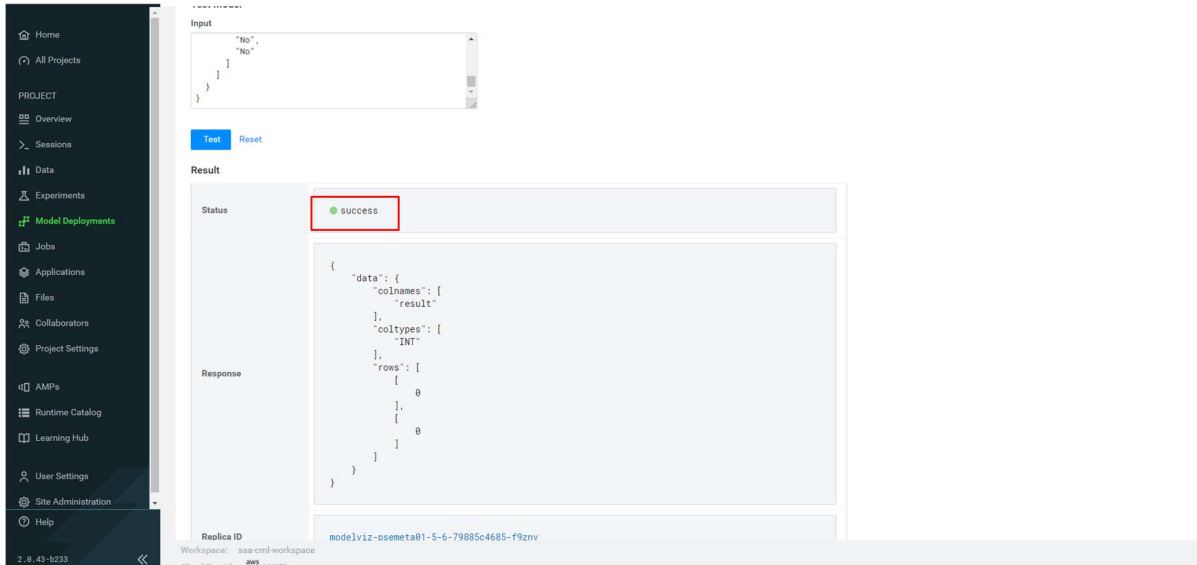 Home
All Projects
PROJECT
Overview
Sessions
Data
Experiments
Model Deployments
Jobs
Applications
Files
Collaborators
Project Settings
AMPs
Runtime Catalog
Learning Hub
User Settings
Site Administration
Help
2.0.43-b233
Test Model
Input
"No",
"No"
]
]
}
}
Test Reset
Result
Status
success
Response
{
"data": {
"colnames": [
"result"
],
"coltypes": [
"INT"
],
"rows": [
[
0
],
[
0
]
]
}
}
Replica ID
modelviz-psemeta01-5-6-79885c4685-f9znv
Workspace: ssa-cml-workspace
aws